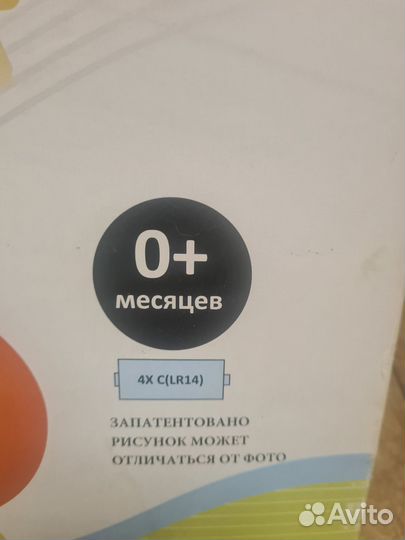 0+
месяцев
4X C(LR14)
ЗАПАТЕНТОВАНО
РИСУНОК МОЖЕТ
ОТЛИЧАТЬСЯ ОТ ФОТО
Avito